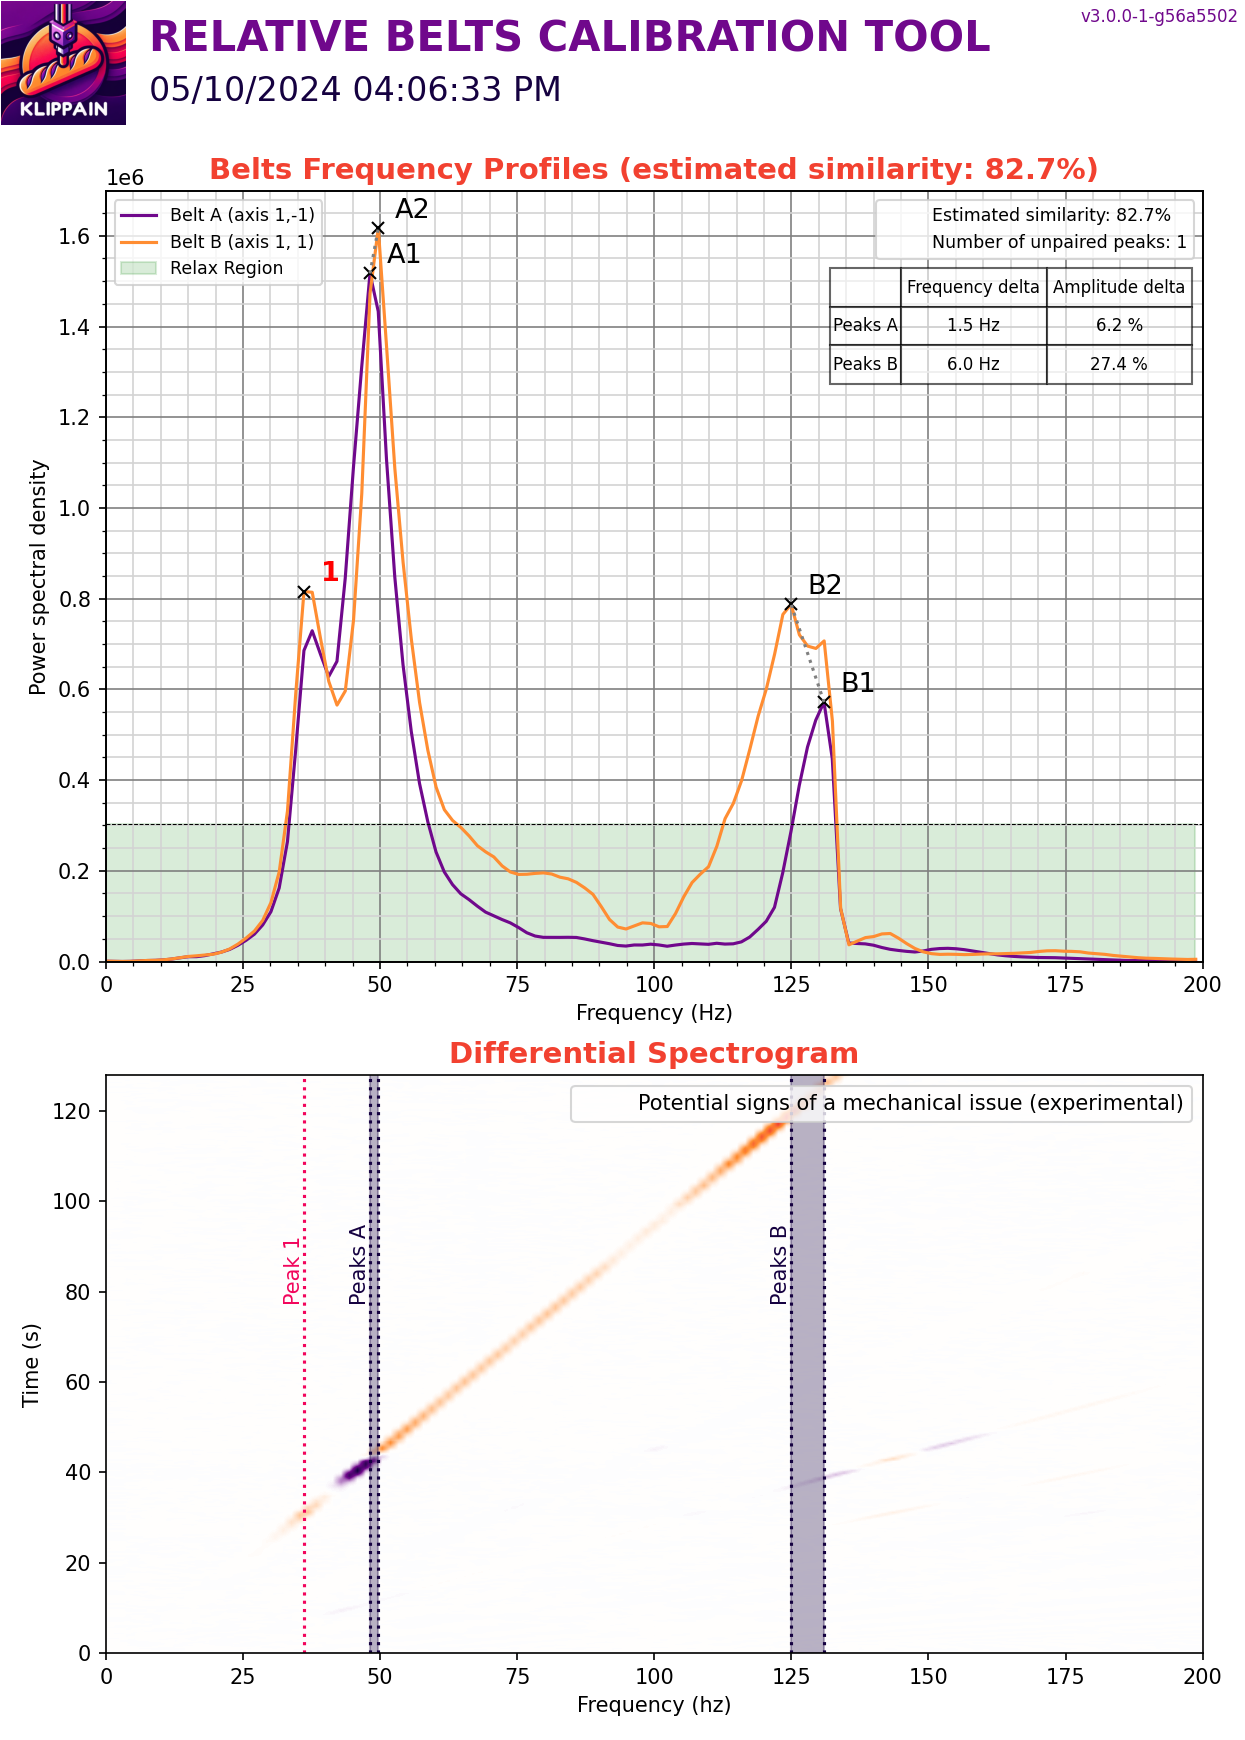 v3.0.0-1-g56a5502
RELATIVE BELTS CALIBRATION TOOL
05/10/2024 04:06:33 PM
KLIPPAIN
Belts Frequency Profiles (estimated similarity: 82.7%)
1e6
Belt A (axis 1,-1)
Belt B (axis 1, 1)
Relax Region
Estimated similarity: 82.7%
Number of unpaired peaks: 1
Frequency delta Amplitude delta
Peaks A 1.5 Hz 6.2 %
Peaks B 6.0 Hz 27.4 %
A2
A1
1
B2
B1
Power spectral density
1.6
1.4
1.2
1.0
0.8
0.6
0.4
0.2
0.0
0 25 50 75 100 125 150 175 200
Frequency (Hz)
Differential Spectrogram
Potential signs of a mechanical issue (experimental)
Peak 1
Peaks A
Peaks B
Time (s)
120
100
80
60
40
20
0
0 25 50 75 100 125 150 175 200
Frequency (hz)